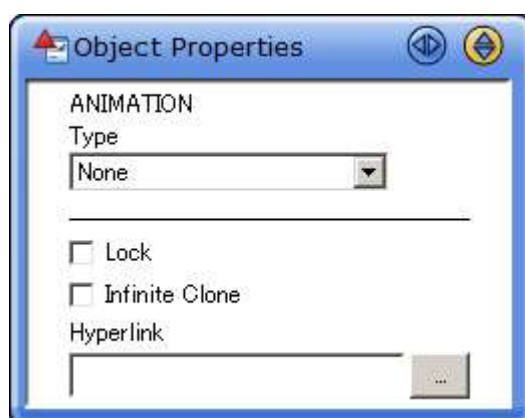 Object Properties
ANIMATION
Type
None
Lock
Infinite Clone
Hyperlink
...